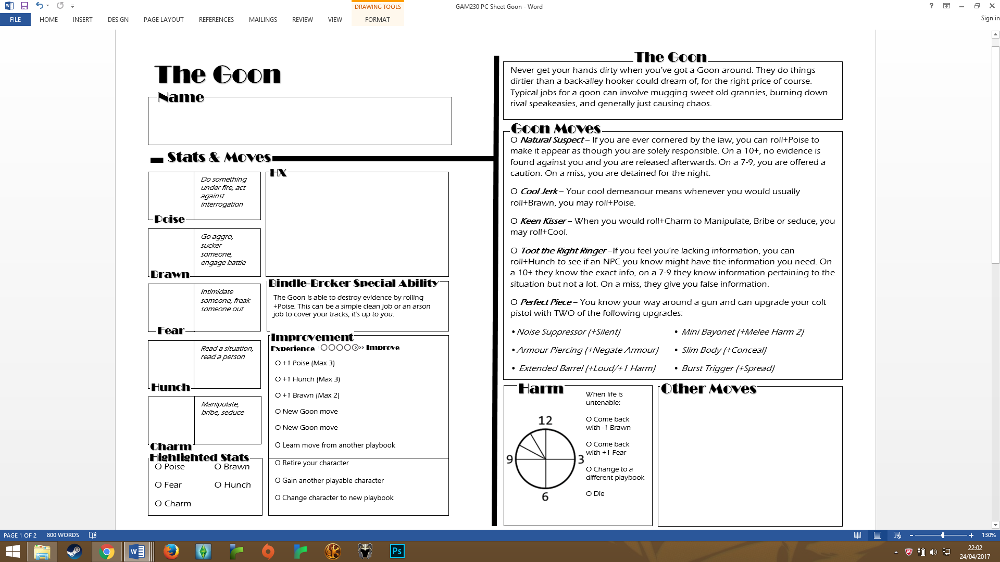 DRAWING TOOLS
GAM230 PC Sheet Goon - Word
?
FILE
HOME
INSERT
DESIGN
PAGE LAYOUT
REFERENCES
MAILINGS
REVIEW
VIEW
FORMAT
Sign in
The Goon
Name
Stats & Moves
Do something
under fire, act
against
interrogation
Poise
Go aggro,
sucker
someone,
engage battle
Brawn
Intimidate
someone, freak
someone out
Fear
Read a situation,
read a person
Hunch
Manipulate,
bribe, seduce
Charm
Highlighted Stats
O Poise
O Brawn
O Fear
O Hunch
O Charm
HX
Bindle-Broker Special Ability
The Goon is able to destroy evidence by rolling
+Poise. This can be a simple clean job or an arson
job to cover your tracks, it's up to you.
Improvement
Experience
Improve
O +1 Poise (Max 3)
O +1 Hunch (Max 3)
O +1 Brawn (Max 2)
O New Goon move
O New Goon move
O Learn move from another playbook
O Retire your character
O Gain another playable character
O Change character to new playbook
The Goon
Never get your hands dirty when you've got a Goon around. They do things
dirtier than a back-alley hooker could dream of, for the right price of course.
Typical jobs for a goon can involve mugging sweet old grannies, burning down
rival speakeasies, and generally just causing chaos.
Goon Moves
O Natural Suspect – If you are ever cornered by the law, you can roll+Poise to
make it appear as though you are solely responsible. On a 10+, no evidence is
found against you and you are released afterwards. On a 7-9, you are offered a
caution. On a miss, you are detained for the night.
O Cool Jerk – Your cool demeanour means whenever you would usually
roll+Brawn, you may roll+Poise.
O Keen Kisser – When you would roll+Charm to Manipulate, Bribe or seduce, you
may roll+Cool.
O Toot the Right Ringer –If you feel you're lacking information, you can
roll+Hunch to see if an NPC you know might have the information you need. On
a 10+ they know the exact info, on a 7-9 they know information pertaining to the
situation but not a lot. On a miss, they give you false information.
O Perfect Piece – You know your way around a gun and can upgrade your colt
pistol with TWO of the following upgrades:
• Noise Suppressor (+Silent)
• Mini Bayonet (+Melee Harm 2)
• Armour Piercing (+Negate Armour)
• Slim Body (+Conceal)
• Extended Barrel (+Loud/+1 Harm)
• Burst Trigger (+Spread)
Harm
12
3
6
9
When life is
untenable:
O Come back
with -1 Brawn
O Come back
with +1 Fear
O Change to a
different playbook
O Die
Other Moves
PAGE 1 OF 2
800 WORDS
130%
Ps
22:02
24/04/2017